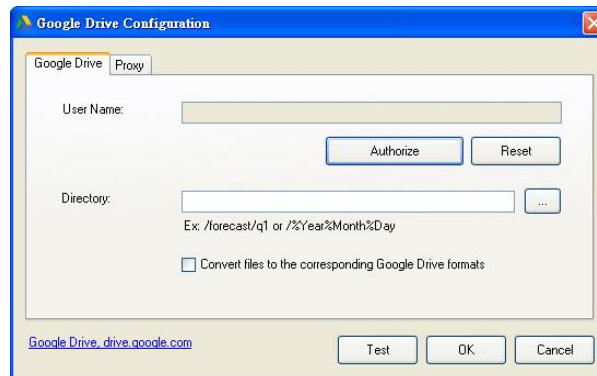 Google Drive Configuration
Google Drive Proxy
User Name:
Authorize Reset
Directory: ...
Ex: /forecast/q1 or /%Year%Month%Day
Convert files to the corresponding Google Drive formats
Google Drive, drive.google.com Test OK Cancel